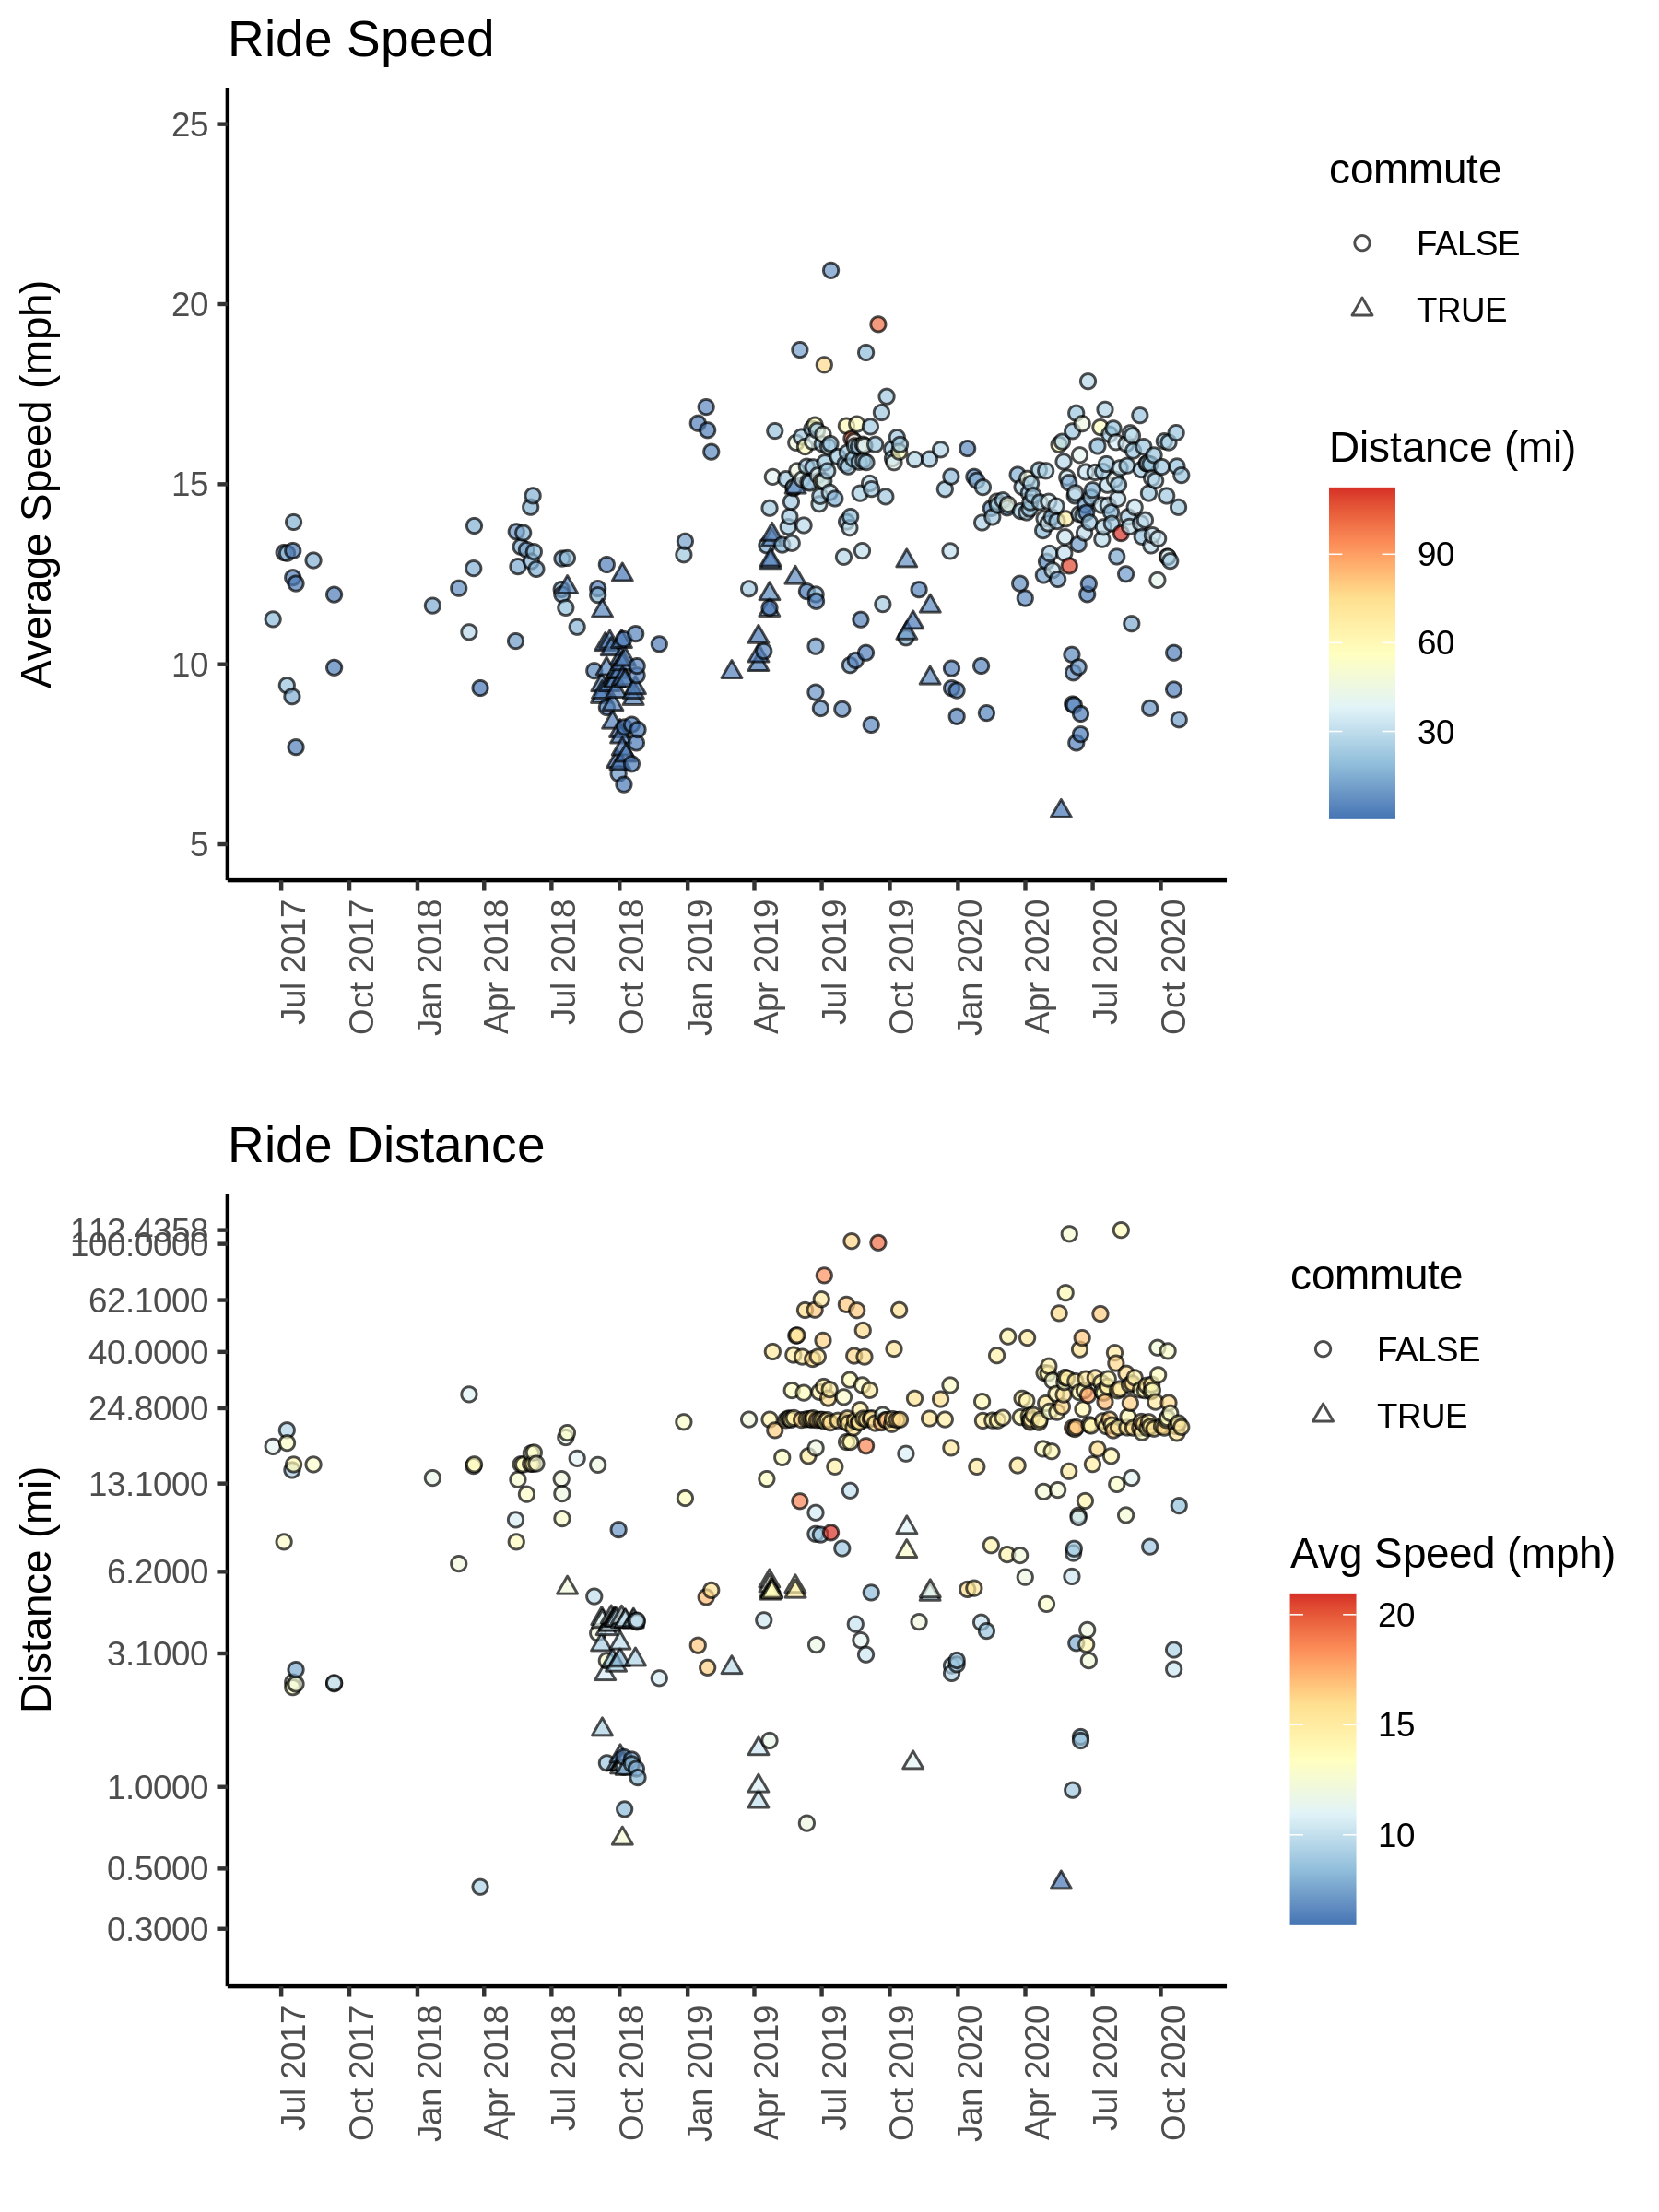 Ride Speed
Average Speed (mph)
25
20
15
10
5
Jul 2017
Oct 2017
Jan 2018
Apr 2018
Jul 2018
Oct 2018
Jan 2019
Apr 2019
Jul 2019
Oct 2019
Jan 2020
Apr 2020
Jul 2020
Oct 2020
commute
FALSE
TRUE
Distance (mi)
90
60
30
Ride Distance
Distance (mi)
112.4358
100.0000
62.1000
40.0000
24.8000
13.1000
6.2000
3.1000
1.0000
0.5000
0.3000
Jul 2017
Oct 2017
Jan 2018
Apr 2018
Jul 2018
Oct 2018
Jan 2019
Apr 2019
Jul 2019
Oct 2019
Jan 2020
Apr 2020
Jul 2020
Oct 2020
commute
FALSE
TRUE
Avg Speed (mph)
20
15
10